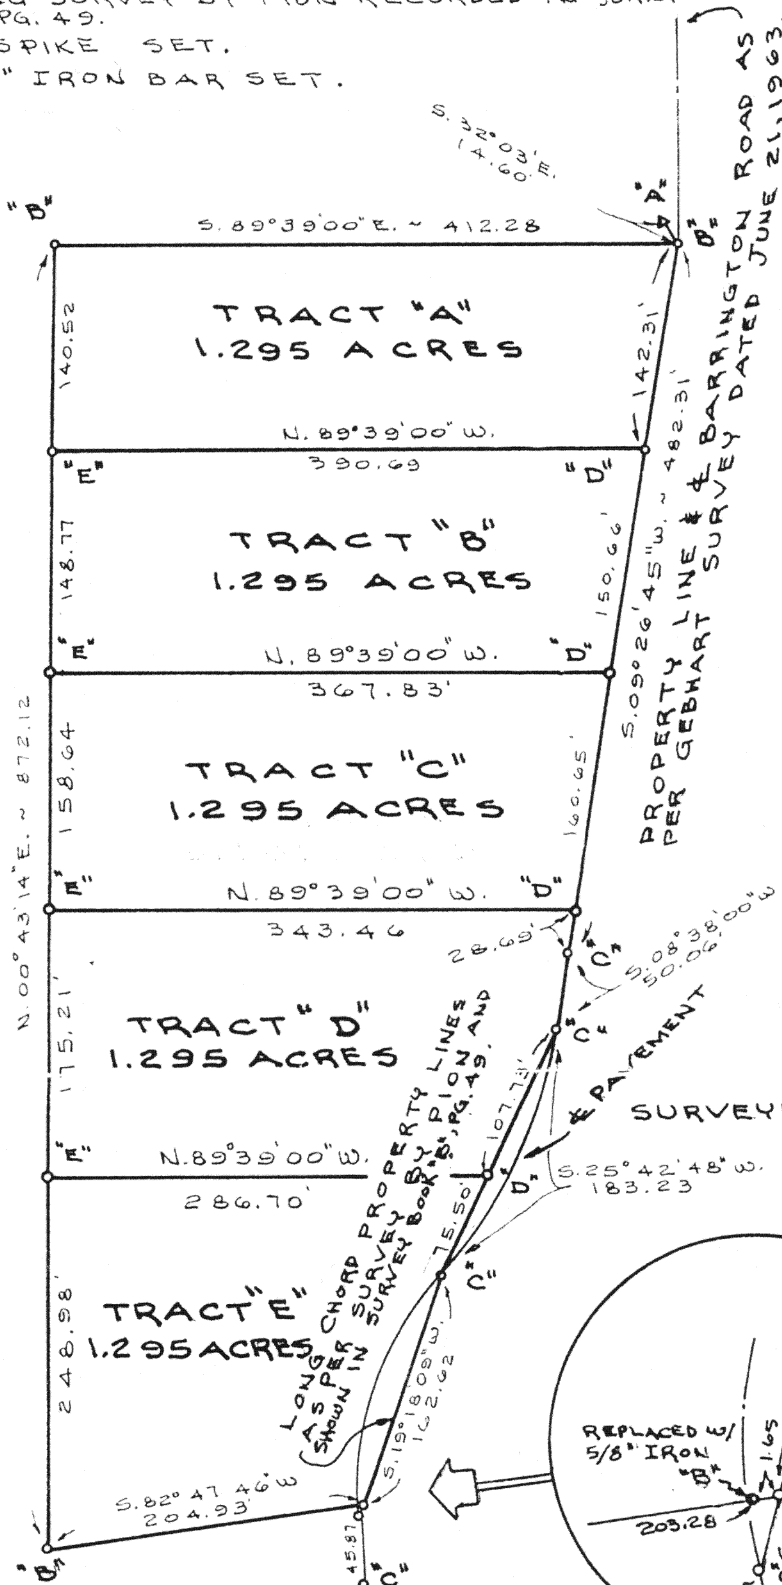 PG. 49.
SPIKE SET.
" IRON BAR SET.
S. 32°03' E.
14.60'
"B"
S. 89°39'00"E. ~ 412.28
"A"
"B"
TRACT "A"
1.295 ACRES
140.52
142.31'
N. 89°39'00" W.
390.69
"E"
"D"
TRACT "B"
1.295 ACRES
148.77
150.66'
S.09°26'45"W. ~ 482.31'
PROPERTY LINE & ℄ BARRINGTON ROAD AS
PER GEBHART SURVEY DATED JUNE 21, 1963.
"E"
N. 89°39'00" W.
"D"
367.83'
TRACT "C"
1.295 ACRES
158.64
160.65'
N. 00°43'14"E. ~ 872.12
"E"
N. 89°39'00" W.
"D"
343.46
28.69'
"C"
S.08°38'00"W
50.06'
TRACT "D"
1.295 ACRES
175.21'
"C"
107.73'
℄ PAVEMENT
SURVEY
"E"
N.89°39'00"W.
"D"
286.70'
S.25°42'48"W.
183.23
75.50'
"C"
TRACT "E"
1.295 ACRES
248.98'
LONG CHORD PROPERTY LINES
AS PER SURVEY BY PION AND
SHOWN IN SURVEY BOOK "B", PG. 49.
S.19°18'09"W.
162.62
S.82°47'46"W
204.93'
"B"
45.87
"C"
REPLACED W/
5/8" IRON
"B"
1.65
203.28